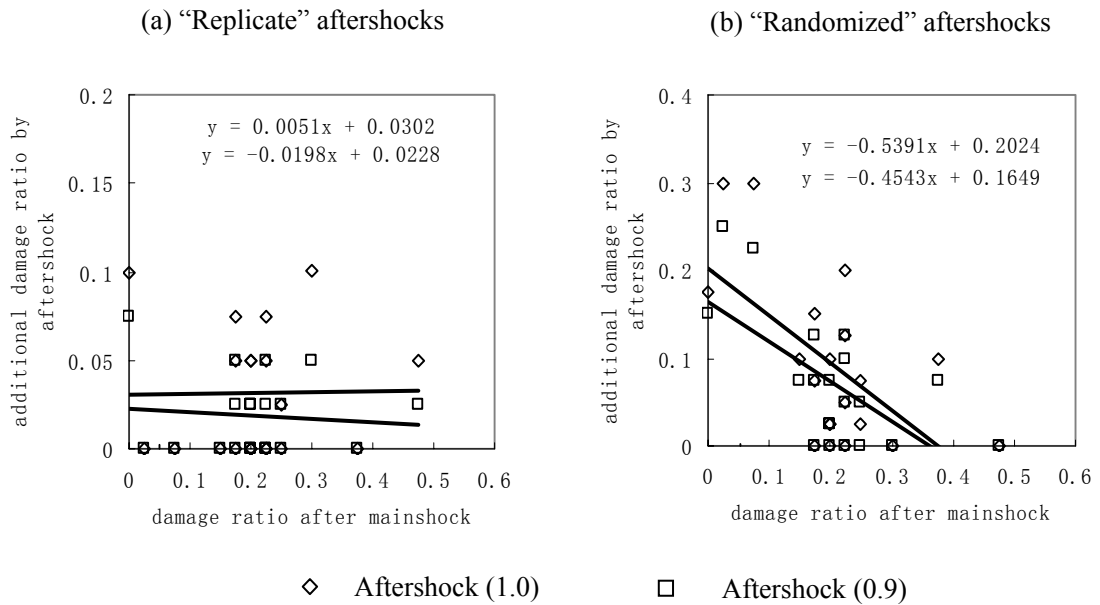 (a) “Replicate” aftershocks
(b) “Randomized” aftershocks
additional damage ratio by
aftershock
0.2
0.15
0.1
0.05
0
y = 0.0051x + 0.0302
y = -0.0198x + 0.0228
0 0.1 0.2 0.3 0.4 0.5 0.6
damage ratio after mainshock
additional damage ratio by
aftershock
0.4
0.3
0.2
0.1
0
y = -0.5391x + 0.2024
y = -0.4543x + 0.1649
0 0.1 0.2 0.3 0.4 0.5 0.6
damage ratio after mainshock
Aftershock (1.0)
Aftershock (0.9)